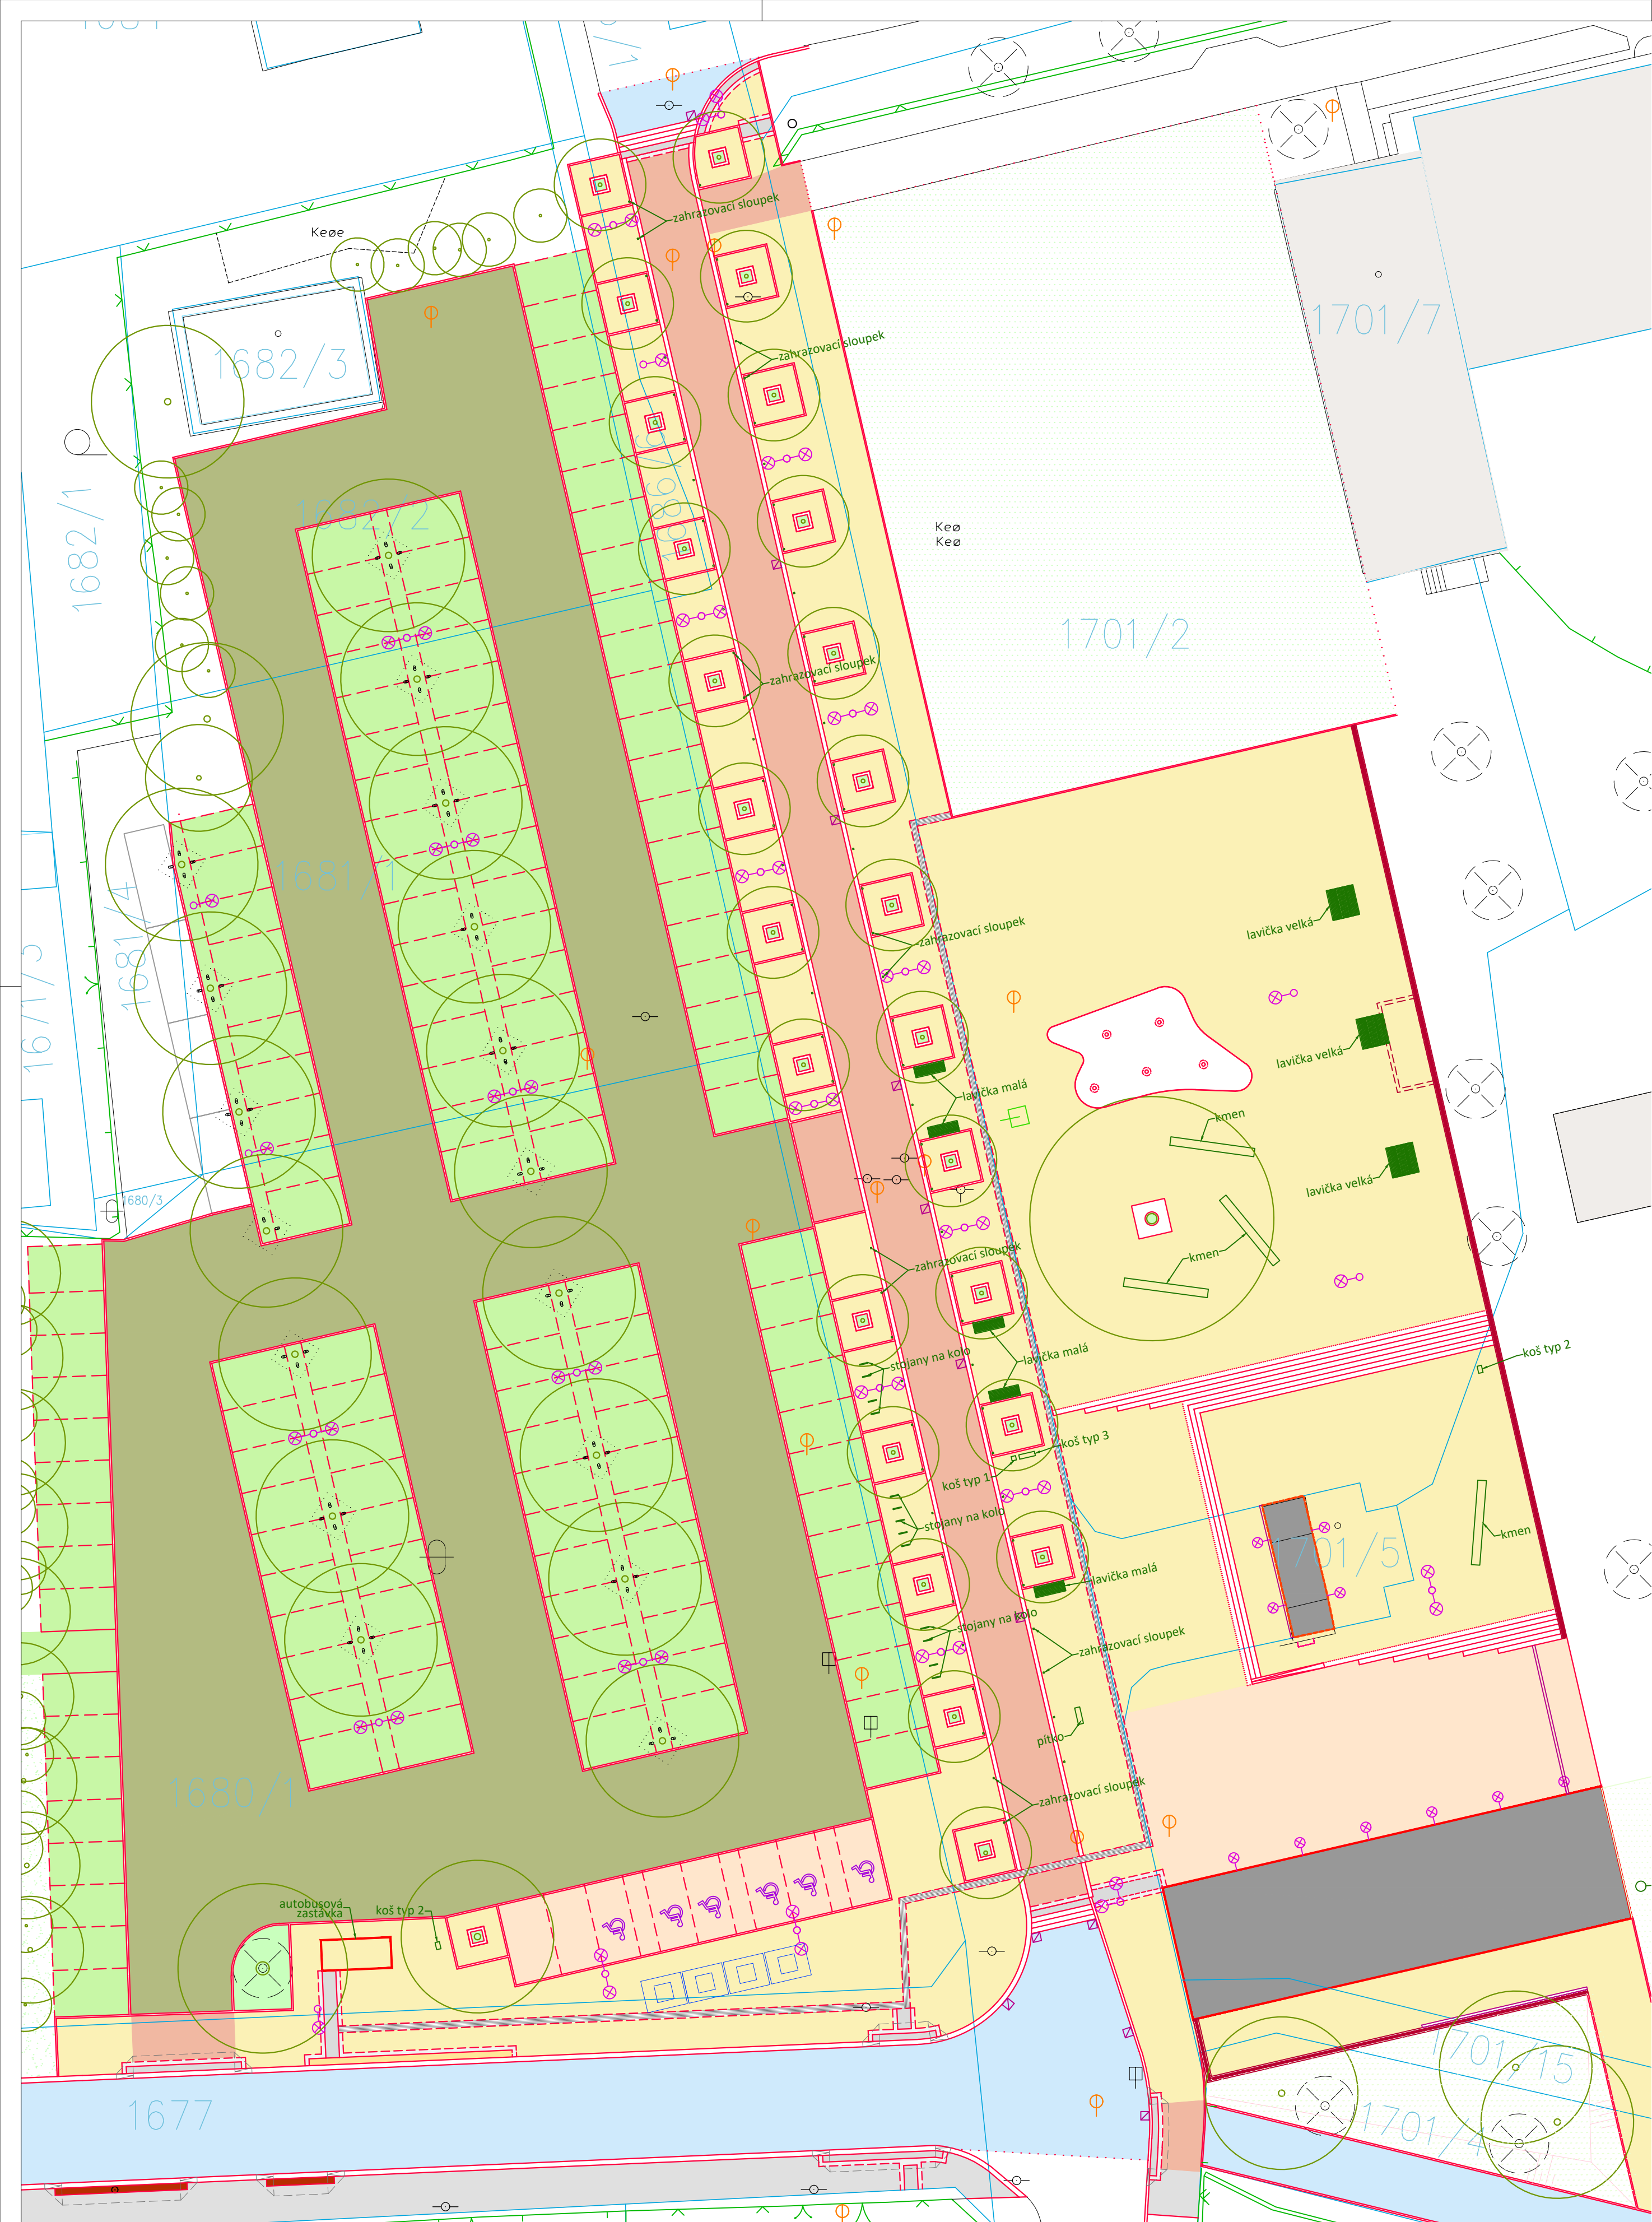 Keøe
zahrazovací sloupek
1682/3
1701/7
zahrazovací sloupek
1682/1
1682/2
1686/3
Keø
Keø
1701/2
zahrazovací sloupek
1681/1
1681/4
1671/5
lavička velká
zahrazovací sloupek
lavička velká
lavička malá
kmen
lavička velká
1680/3
kmen
zahrazovací sloupek
stojany na kolo
lavička malá
koš typ 2
koš typ 3
koš typ 1
stojany na kolo
kmen
1701/5
lavička malá
stojany na kolo
zahrazovací sloupek
pítko
1680/1
zahrazovací sloupek
autobusová
zastávka
koš typ 2
1701/15
1677
1701/4